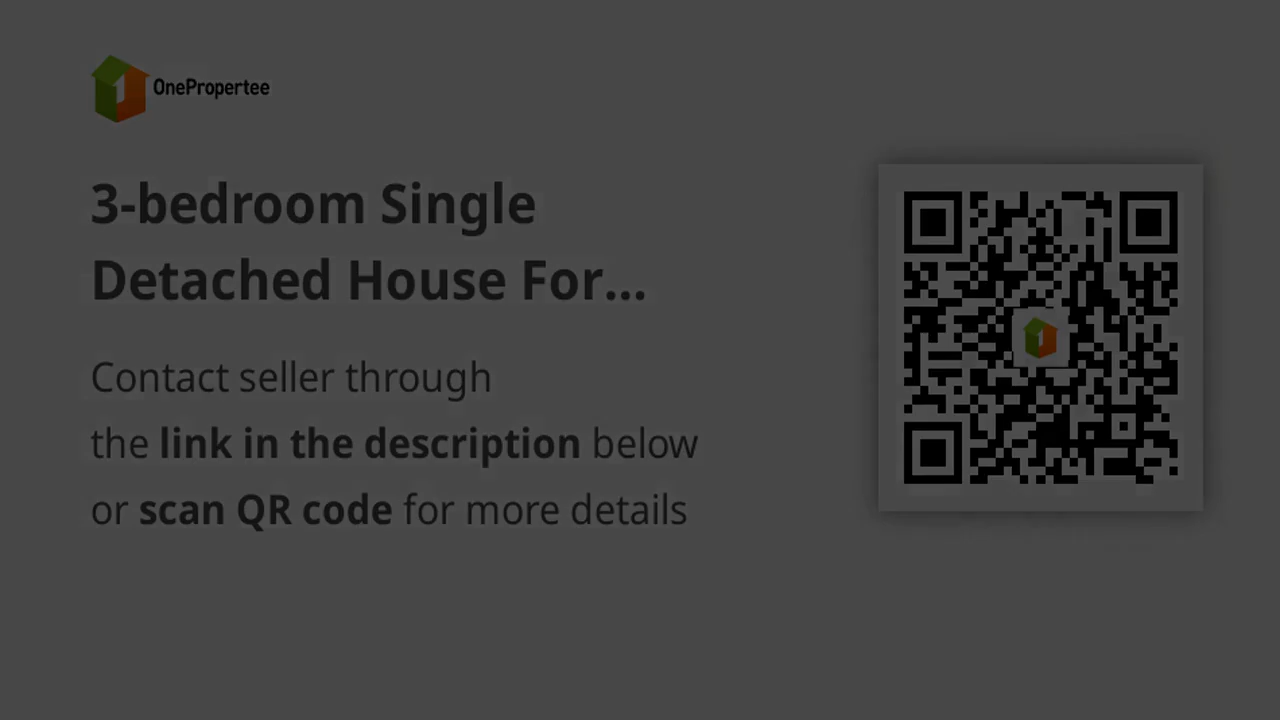 OnePropertee
3-bedroom Single
Detached House For...
Contact seller through
the link in the description below
or scan QR code for more details